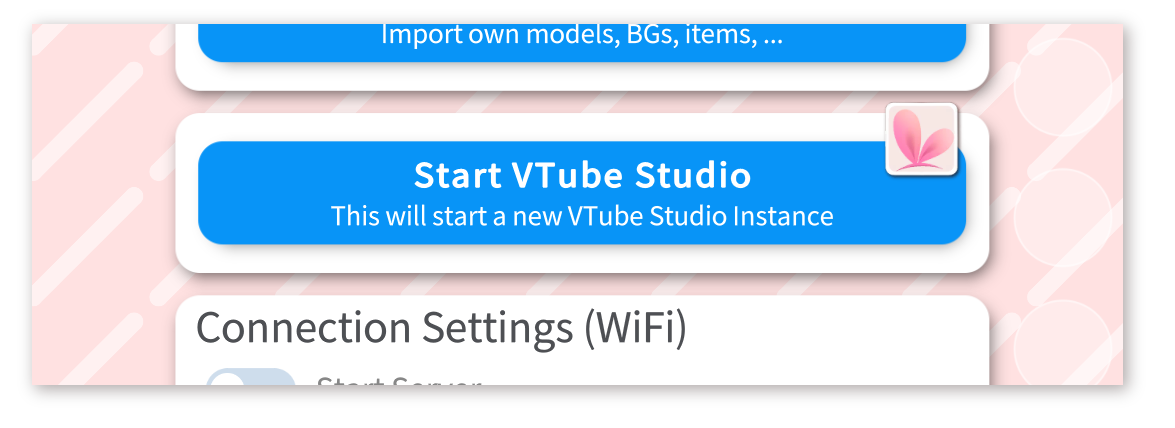 Import own models, BGs, items, ...
Start VTube Studio
This will start a new VTube Studio Instance
Connection Settings (WiFi)
Start Server